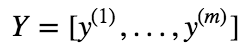 Y = [y^{(1)}, . . . , y^{(m)}]